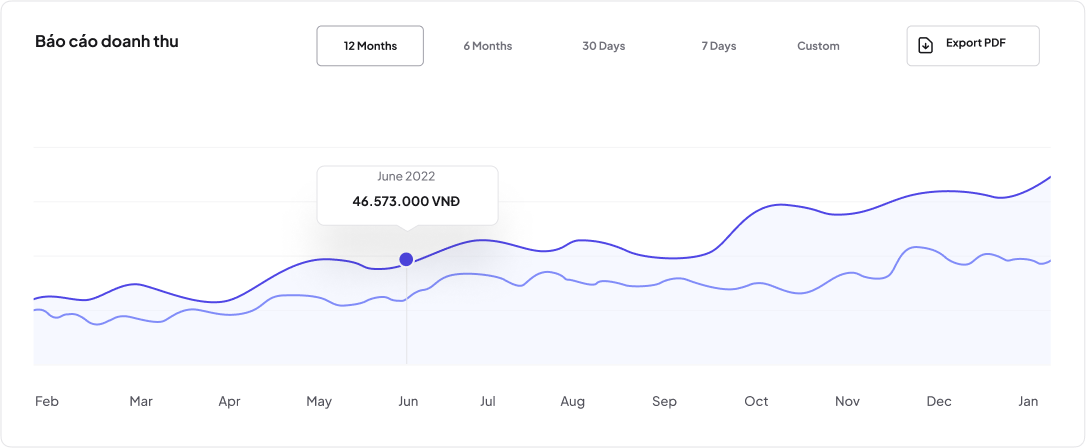 Báo cáo doanh thu
12 Months
6 Months
30 Days
7 Days
Custom
Export PDF
June 2022
46.573.000 VNĐ
Feb
Mar
Apr
May
Jun
Jul
Aug
Sep
Oct
Nov
Dec
Jan